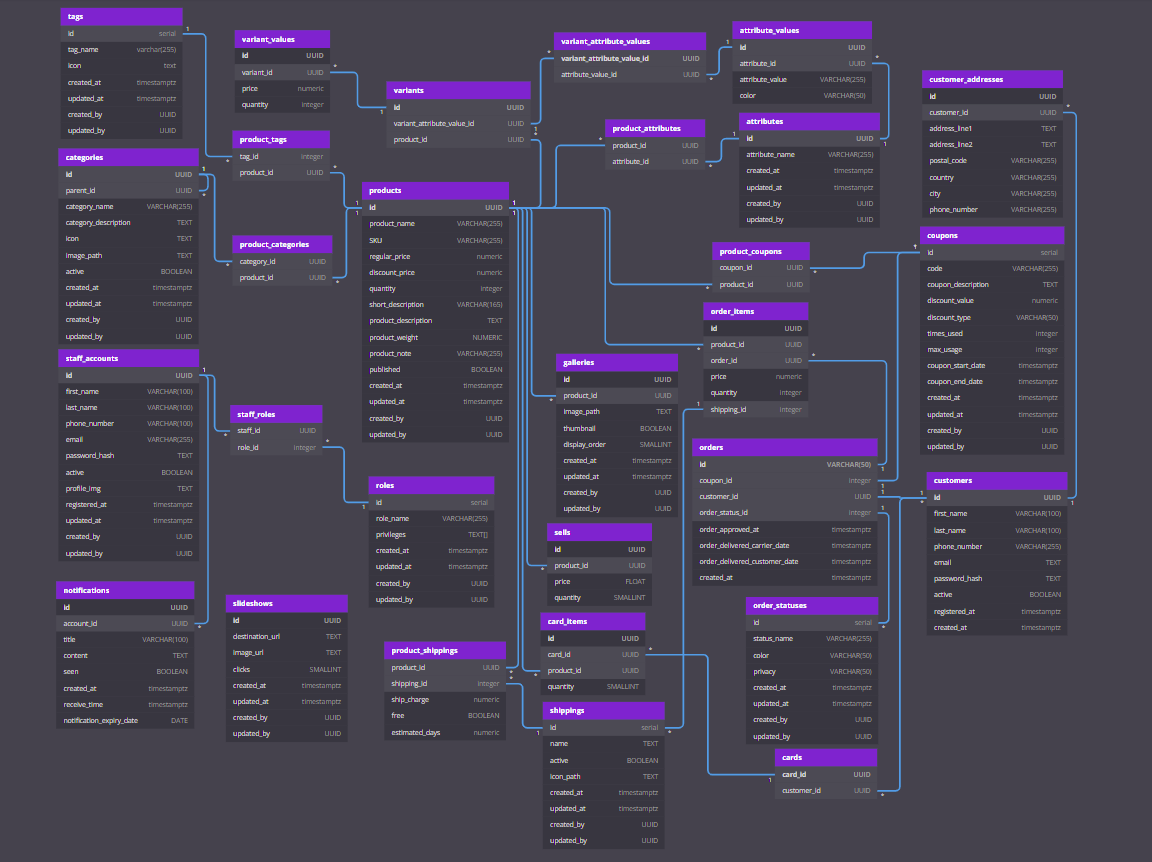 tags
id serial
tag_name varchar(255)
icon text
created_at timestamptz
updated_at timestamptz
created_by UUID
updated_by UUID
categories
id UUID
parent_id UUID
category_name VARCHAR(255)
category_description TEXT
icon TEXT
image_path TEXT
active BOOLEAN
created_at timestamptz
updated_at timestamptz
created_by UUID
updated_by UUID
staff_accounts
id UUID
first_name VARCHAR(100)
last_name VARCHAR(100)
phone_number VARCHAR(100)
email VARCHAR(255)
password_hash TEXT
active BOOLEAN
profile_img TEXT
registered_at timestamptz
updated_at timestamptz
created_by UUID
updated_by UUID
notifications
id UUID
account_id UUID
title VARCHAR(100)
content TEXT
seen BOOLEAN
created_at timestamptz
receive_time timestamptz
notification_expiry_date DATE
variant_values
id UUID
variant_id UUID
price numeric
quantity integer
product_tags
tag_id integer
product_id UUID
product_categories
category_id UUID
product_id UUID
staff_roles
staff_id UUID
role_id integer
slideshows
id UUID
destination_url TEXT
image_url TEXT
clicks SMALLINT
created_at timestamptz
updated_at timestamptz
created_by UUID
updated_by UUID
variants
id UUID
variant_attribute_value_id UUID
product_id UUID
products
id UUID
product_name VARCHAR(255)
SKU VARCHAR(255)
regular_price numeric
discount_price numeric
quantity integer
short_description VARCHAR(165)
product_description TEXT
product_weight NUMERIC
product_note VARCHAR(255)
published BOOLEAN
created_at timestamptz
updated_at timestamptz
created_by UUID
updated_by UUID
roles
id serial
role_name VARCHAR(255)
privileges TEXT[]
created_at timestamptz
updated_at timestamptz
created_by UUID
updated_by UUID
product_shippings
product_id UUID
shipping_id integer
ship_charge numeric
free BOOLEAN
estimated_days numeric
variant_attribute_values
variant_attribute_value_id UUID
attribute_value_id UUID
product_attributes
product_id UUID
attribute_id UUID
galleries
id UUID
product_id UUID
image_path TEXT
thumbnail BOOLEAN
display_order SMALLINT
created_at timestamptz
updated_at timestamptz
created_by UUID
updated_by UUID
sells
id UUID
product_id UUID
price FLOAT
quantity SMALLINT
card_items
id UUID
card_id UUID
product_id UUID
quantity SMALLINT
shippings
id serial
name TEXT
active BOOLEAN
icon_path TEXT
created_at timestamptz
updated_at timestamptz
created_by UUID
updated_by UUID
attribute_values
id UUID
attribute_id UUID
attribute_value VARCHAR(255)
color VARCHAR(50)
attributes
id UUID
attribute_name VARCHAR(255)
created_at timestamptz
updated_at timestamptz
created_by UUID
updated_by UUID
product_coupons
coupon_id UUID
product_id UUID
order_items
id UUID
product_id UUID
order_id UUID
price numeric
quantity integer
shipping_id integer
orders
id VARCHAR(50)
coupon_id integer
customer_id UUID
order_status_id integer
order_approved_at timestamptz
order_delivered_carrier_date timestamptz
order_delivered_customer_date timestamptz
created_at timestamptz
order_statuses
id serial
status_name VARCHAR(255)
color VARCHAR(50)
privacy VARCHAR(50)
created_at timestamptz
updated_at timestamptz
created_by UUID
updated_by UUID
cards
card_id UUID
customer_id UUID
customer_addresses
id UUID
customer_id UUID
address_line1 TEXT
address_line2 TEXT
postal_code VARCHAR(255)
country VARCHAR(255)
city VARCHAR(255)
phone_number VARCHAR(255)
coupons
id serial
code VARCHAR(255)
coupon_description TEXT
discount_value numeric
discount_type VARCHAR(50)
times_used integer
max_usage integer
coupon_start_date timestamptz
coupon_end_date timestamptz
created_at timestamptz
updated_at timestamptz
created_by UUID
updated_by UUID
customers
id UUID
first_name VARCHAR(100)
last_name VARCHAR(100)
phone_number VARCHAR(255)
email TEXT
password_hash TEXT
active BOOLEAN
registered_at timestamptz
created_at timestamptz